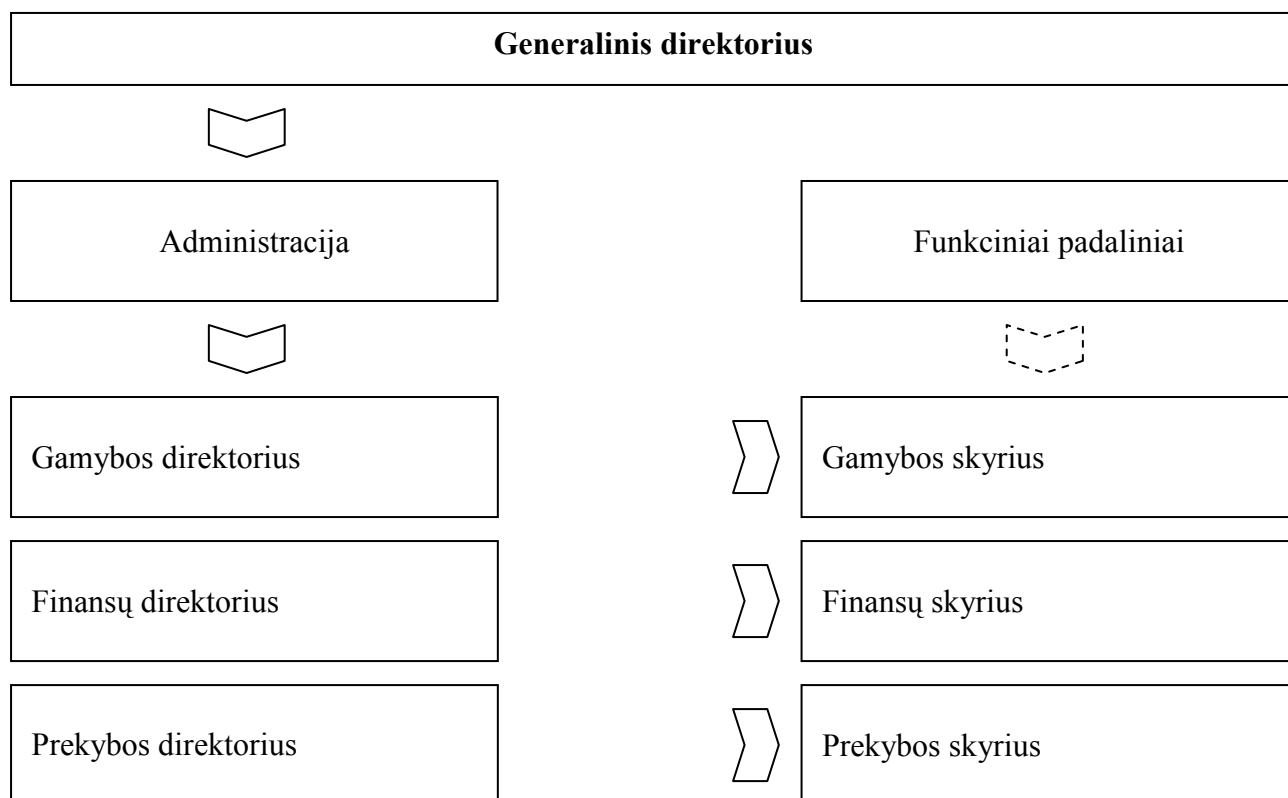 Generalinis direktorius
Administracija
Funkciniai padaliniai
Gamybos direktorius
Gamybos skyrius
Finansų direktorius
Finansų skyrius
Prekybos direktorius
Prekybos skyrius